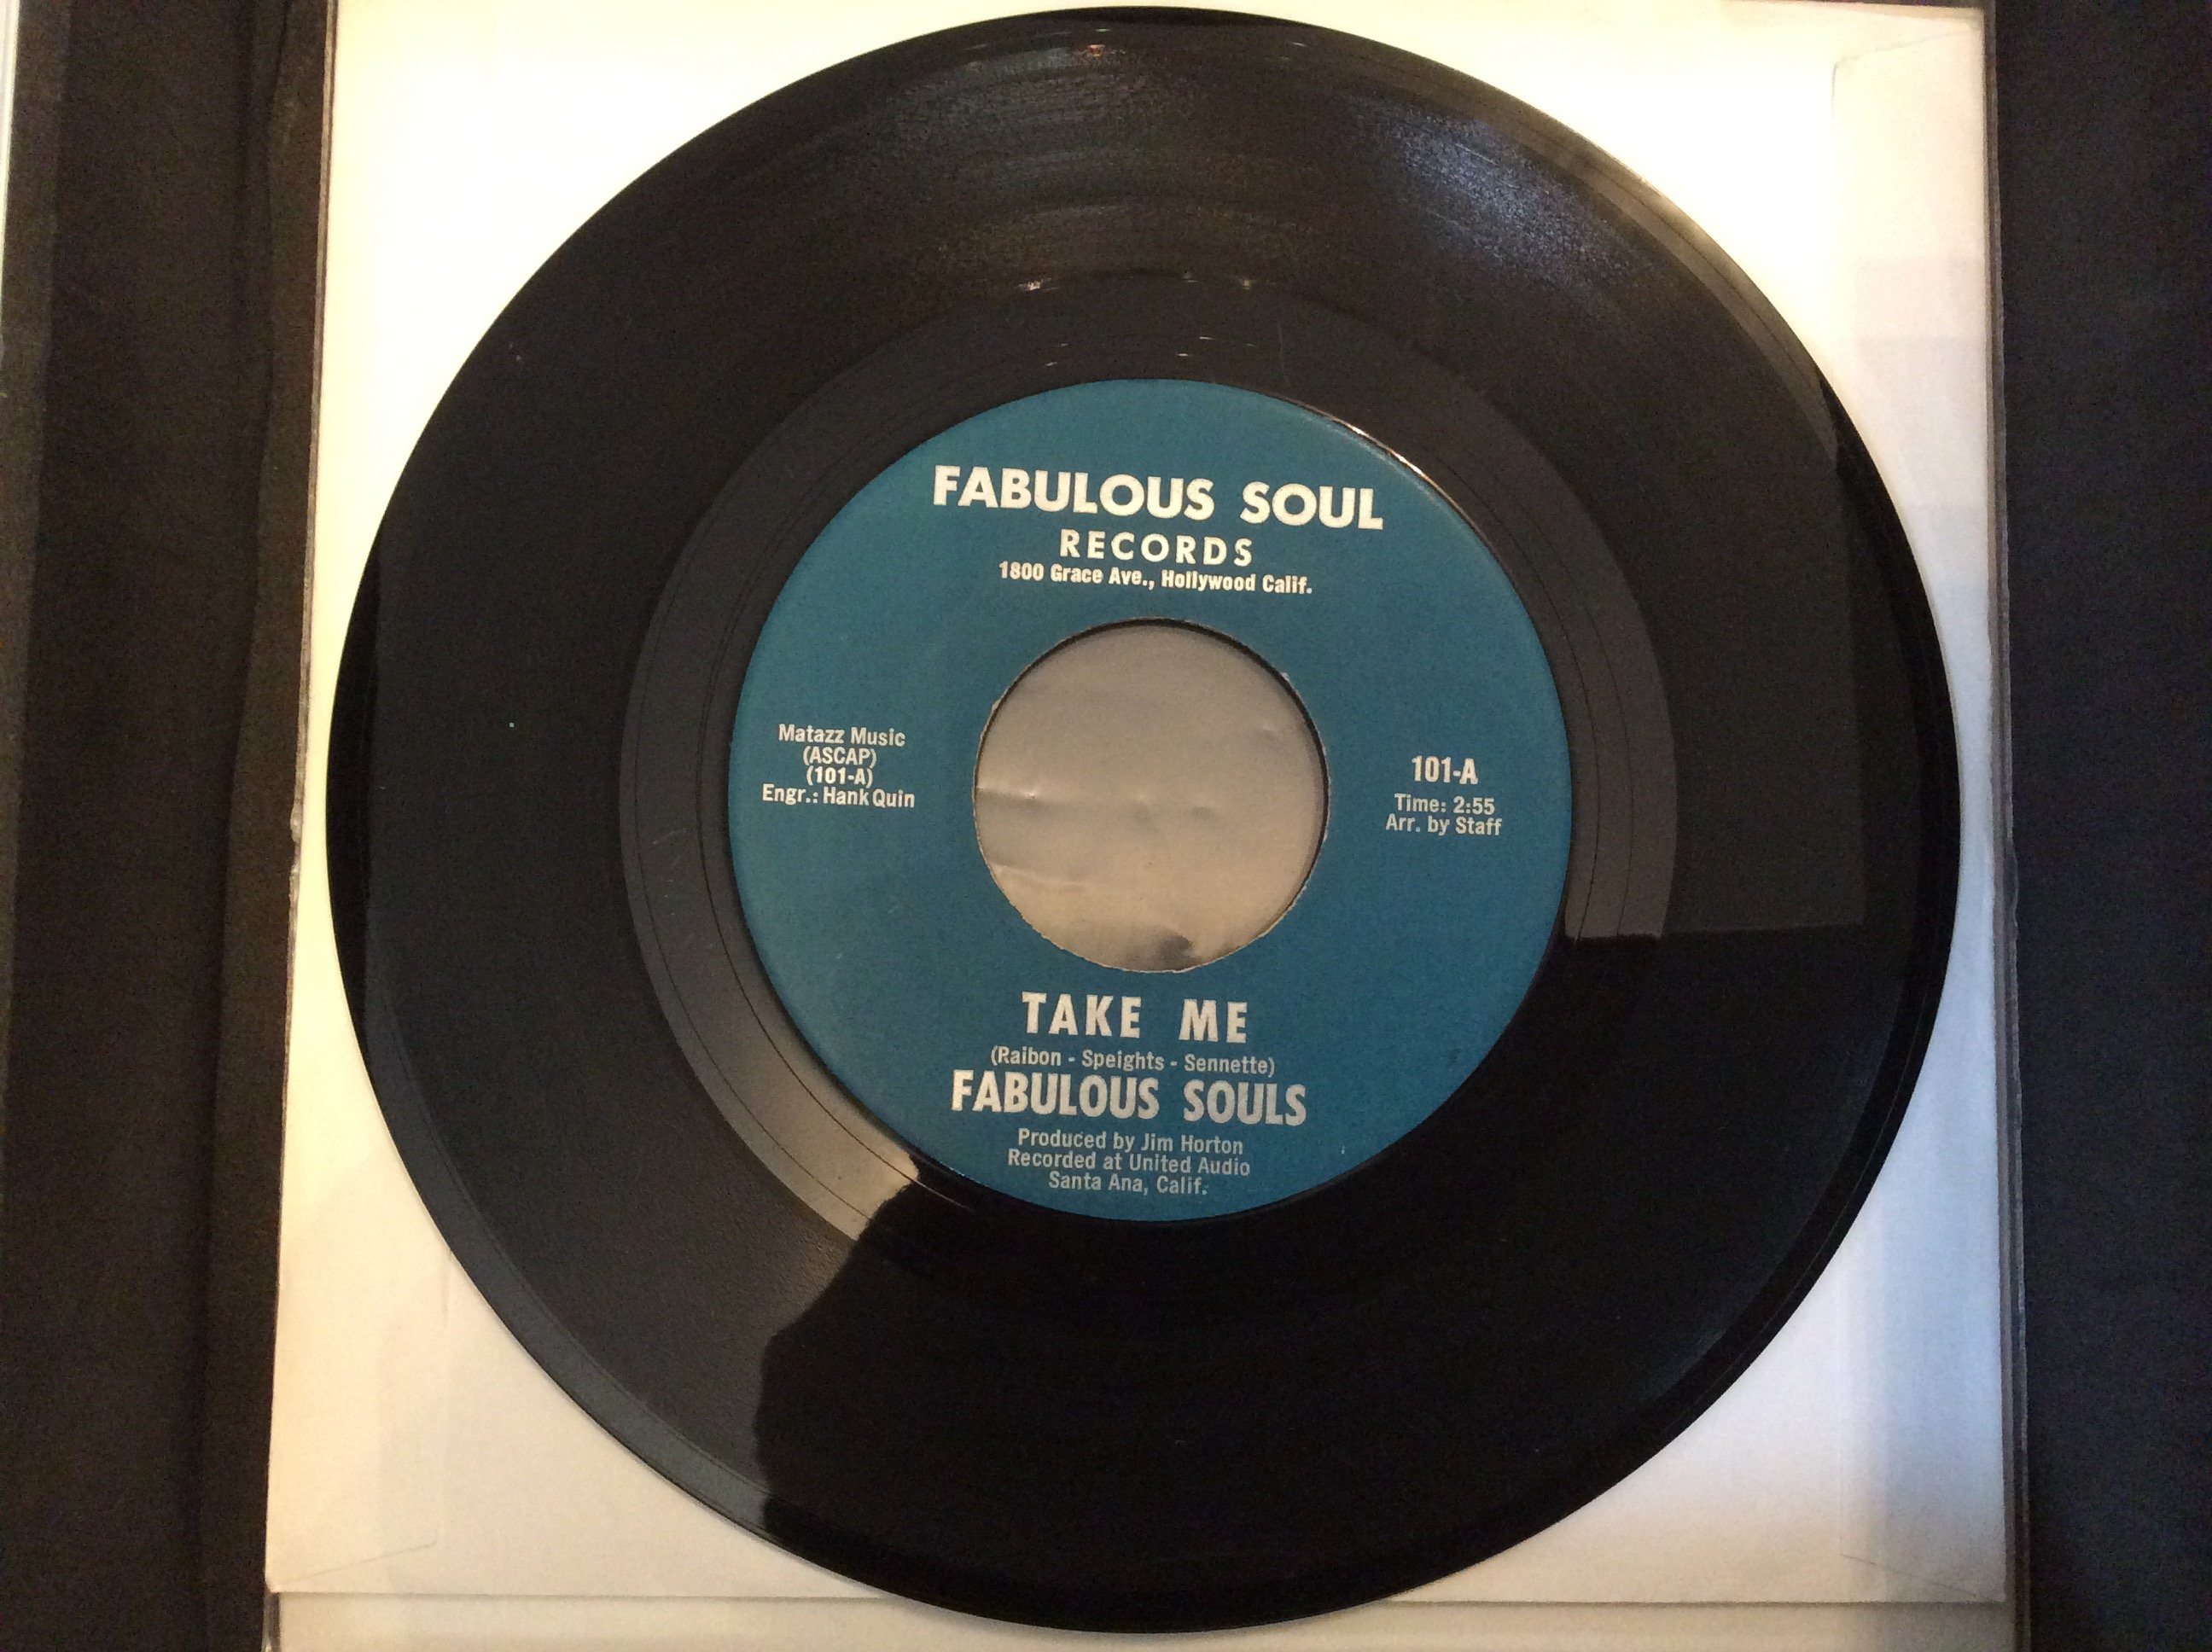 FABULOUS SOUL
RECORDS
1800 Grace Ave., Hollywood Calif.
Matazz Music
(ASCAP)
(101-A)
Engr.: Hank Quin
101-A
Time: 2:55
Arr. by Staff
TAKE ME
(Raibon - Speights - Sennette)
FABULOUS SOULS
Produced by Jim Horton
Recorded at United Audio
Santa Ana, Calif.